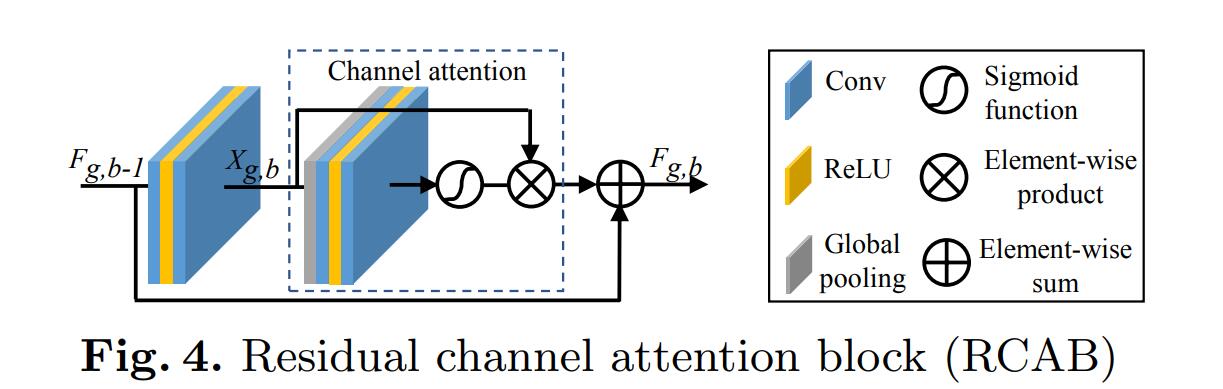 Channel attention
F_{g,b-1}
X_{g,b}
F_{g,b}
Conv
Sigmoid
function
ReLU
Element-wise
product
Global
pooling
Element-wise
sum
Fig. 4. Residual channel attention block (RCAB)